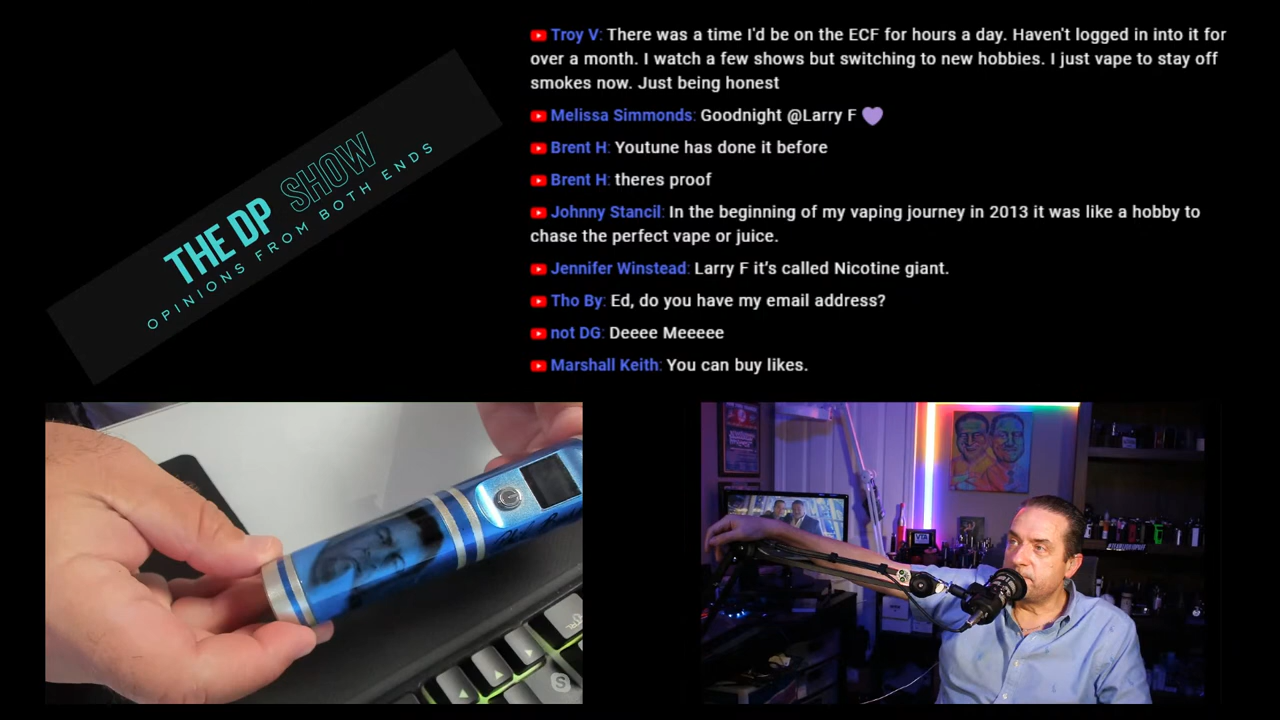 THE DP SHOW
OPINIONS FROM BOTH ENDS
Troy V: There was a time I'd be on the ECF for hours a day. Haven't logged in into it for
over a month. I watch a few shows but switching to new hobbies. I just vape to stay off
smokes now. Just being honest
Melissa Simmonds: Goodnight @Larry F 💜
Brent H: Youtune has done it before
Brent H: theres proof
Johnny Stancil: In the beginning of my vaping journey in 2013 it was like a hobby to
chase the perfect vape or juice.
Jennifer Winstead: Larry F it’s called Nicotine giant.
Tho By: Ed, do you have my email address?
not DG: Deeee Meeeee
Marshall Keith: You can buy likes.
VTA